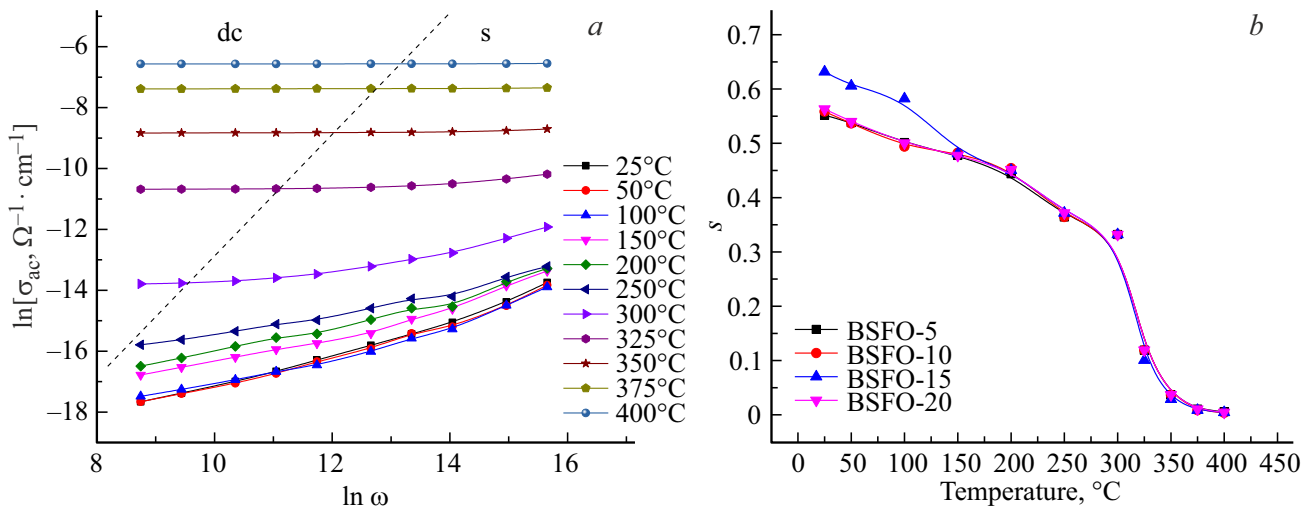 dc
s
a
–6
–8
–10
–12
–14
–16
–18
ln[σac, Ω⁻¹ · cm⁻¹]
25°C
50°C
100°C
150°C
200°C
250°C
300°C
325°C
350°C
375°C
400°C
8
10
12
14
16
ln ω
b
0.7
0.6
0.5
0.4
0.3
0.2
0.1
0
s
BSFO-5
BSFO-10
BSFO-15
BSFO-20
0
50
100
150
200
250
300
350
400
450
Temperature, °C